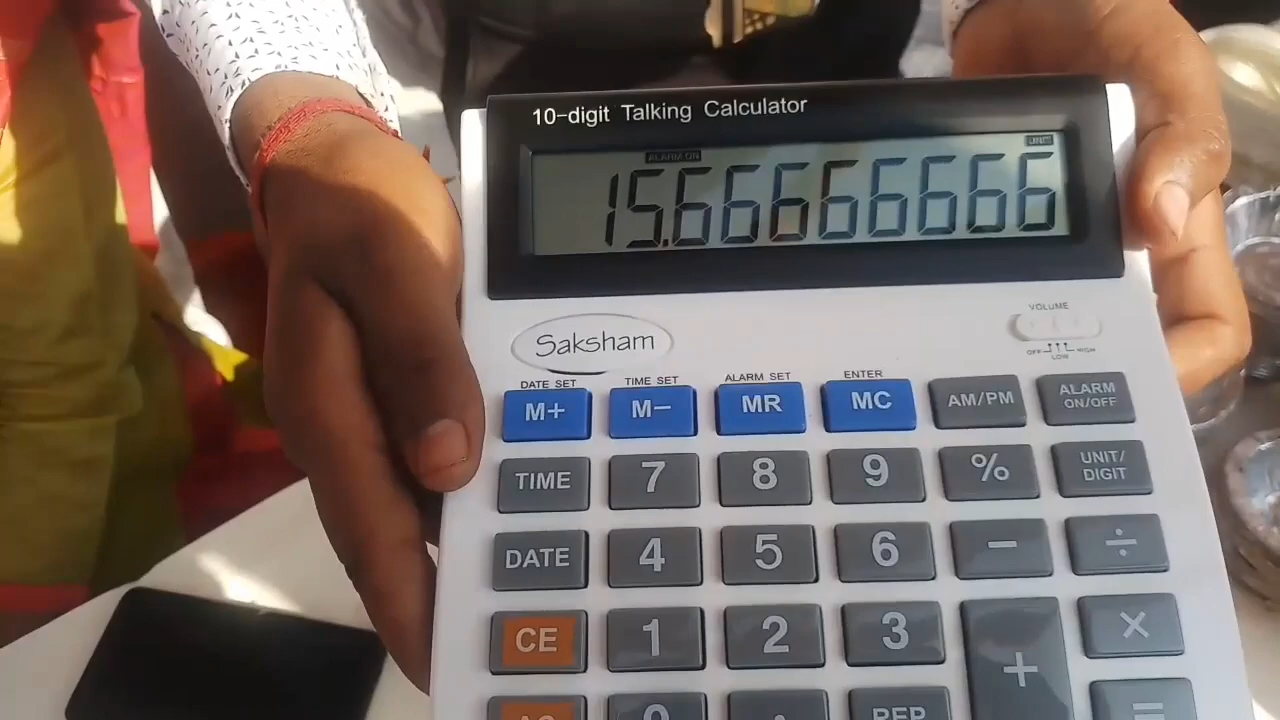 10-digit Talking Calculator
ALARM ON
UNIT
15.66666666
Saksham
VOLUME
OFF LOW HIGH
DATE SET TIME SET ALARM SET ENTER
M+ M− MR MC AM/PM ALARM ON/OFF
TIME 7 8 9 % UNIT/DIGIT
DATE 4 5 6 − ÷
CE 1 2 3 + ×
0 . REP =